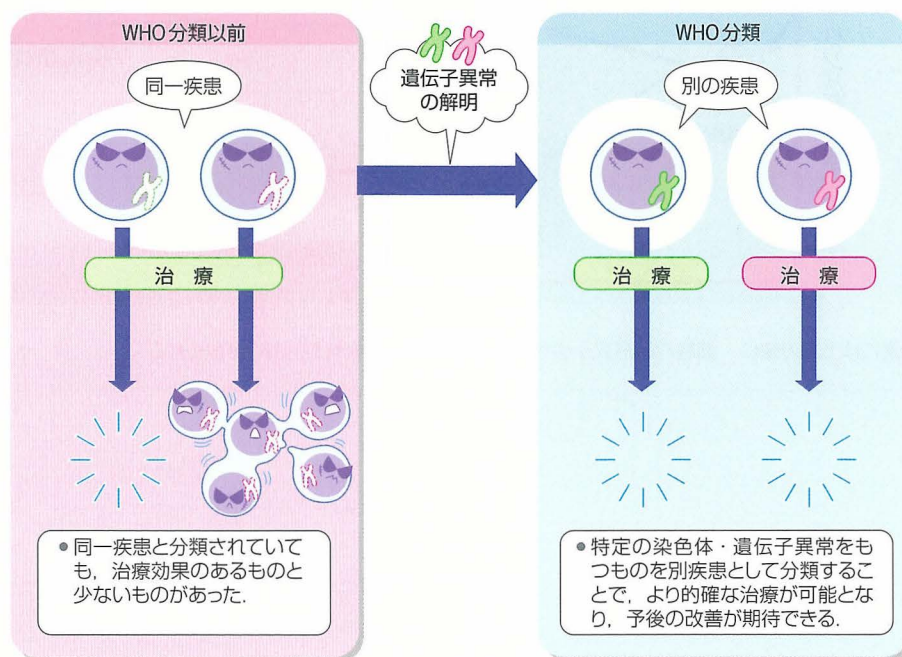 WHO分類以前
同一疾患
治 療
● 同一疾患と分類されていて
も，治療効果のあるものと
少ないものがあった．
遺伝子異常
の解明
WHO分類
別の疾患
治 療
治 療
● 特定の染色体・遺伝子異常をも
つものを別疾患として分類するこ
とで，より的確な治療が可能とな
り，予後の改善が期待できる．